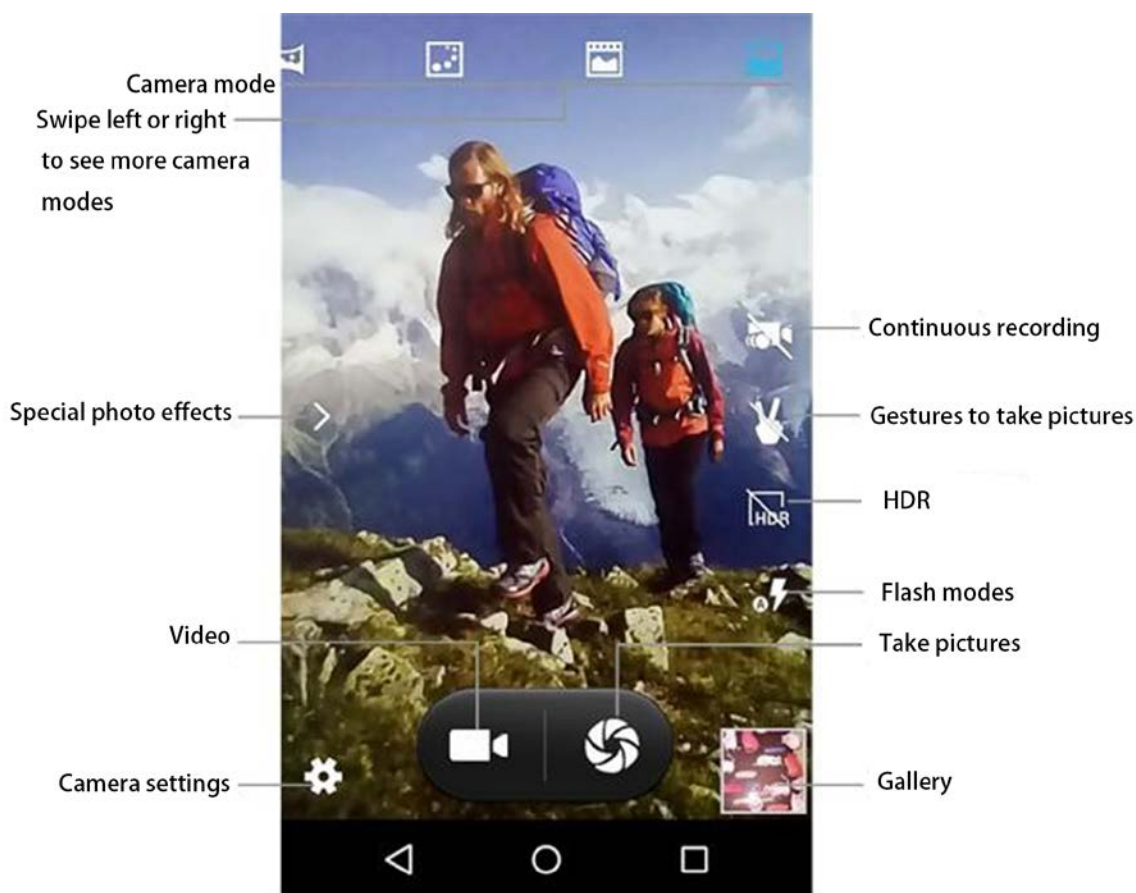 Camera mode
Swipe left or right
to see more camera
modes
Continuous recording
Special photo effects
Gestures to take pictures
HDR
HDR
Flash modes
A
Video
Take pictures
Camera settings
Gallery